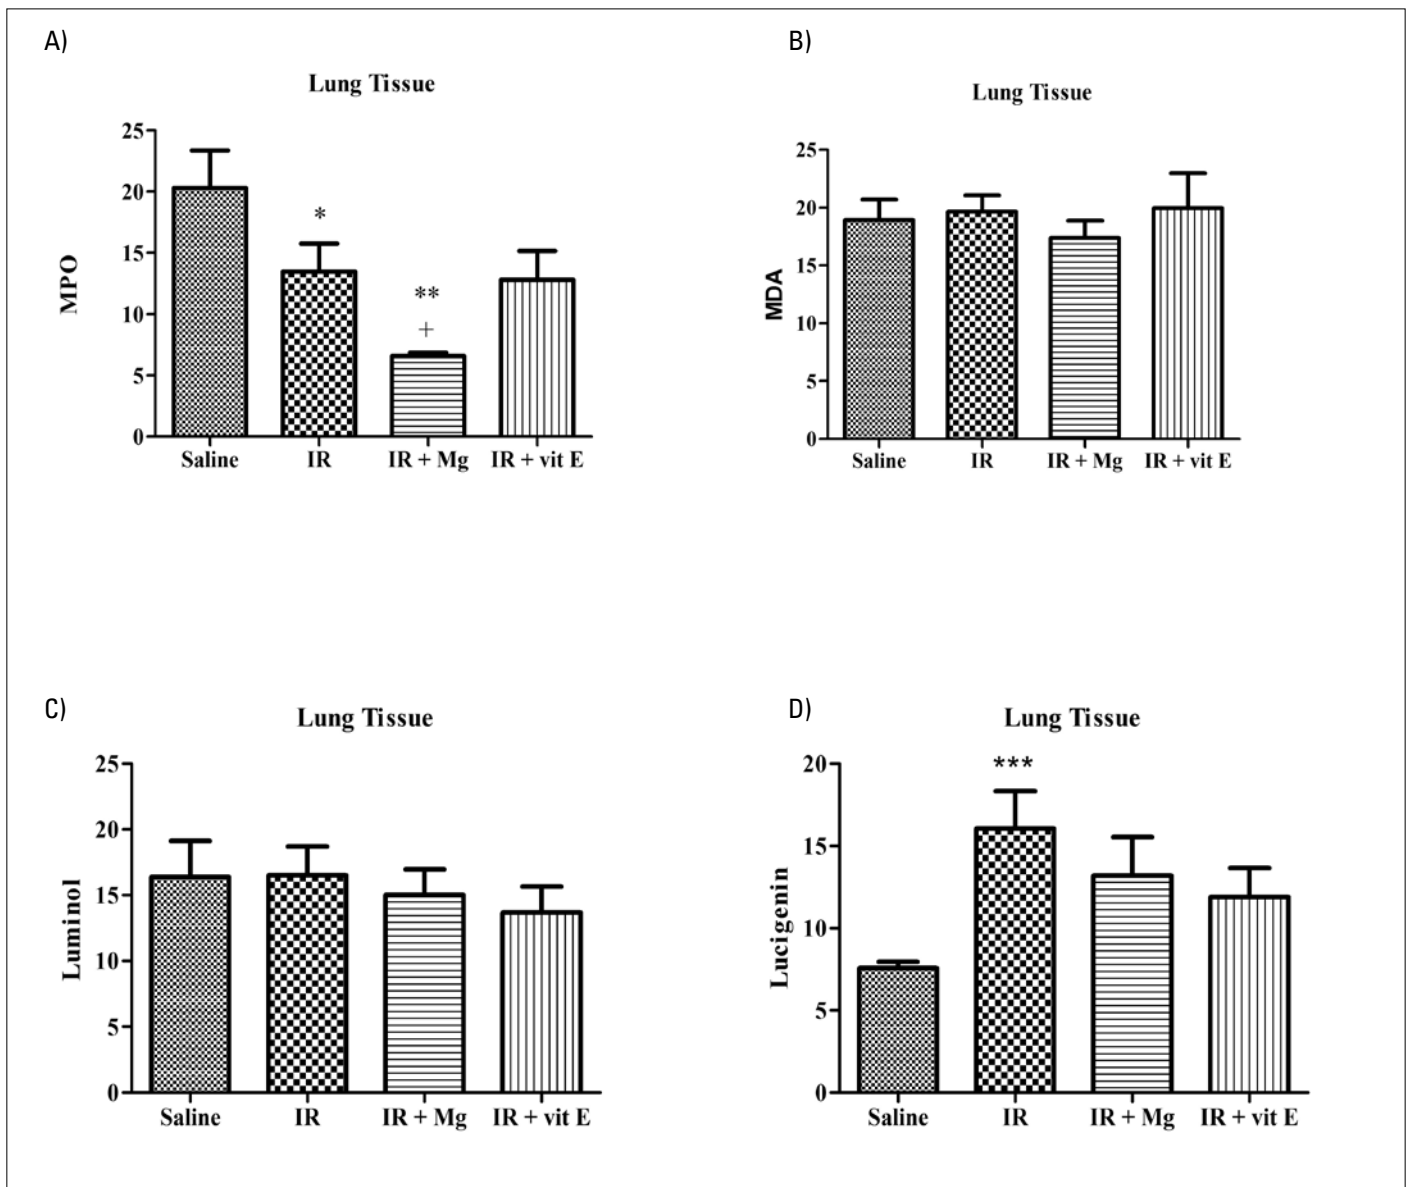 A)
Lung Tissue
MPO
25
20
15
10
5
0
*
**
+
Saline IR IR + Mg IR + vit E
B)
Lung Tissue
MDA
25
20
15
10
5
0
Saline IR IR + Mg IR + vit E
C)
Lung Tissue
Luminol
25
20
15
10
5
0
Saline IR IR + Mg IR + vit E
D)
Lung Tissue
Lucigenin
20
15
10
5
0
***
Saline IR IR + Mg IR + vit E